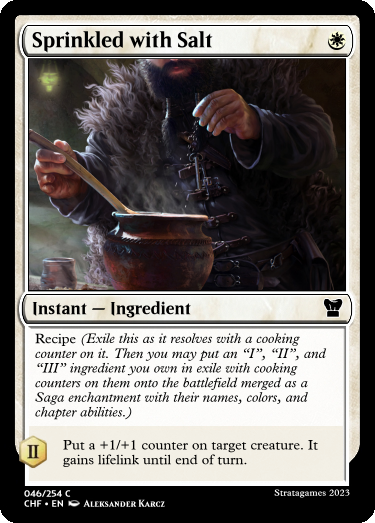 Sprinkled with Salt
Instant — Ingredient
Recipe (Exile this as it resolves with a cooking
counter on it. Then you may put an “I”, “II”, and
“III” ingredient you own in exile with cooking
counters on them onto the battlefield merged as a
Saga enchantment with their names, colors, and
chapter abilities.)
II
Put a +1/+1 counter on target creature. It
gains lifelink until end of turn.
046/254 C
Stratagames 2023
CHF • EN Aleksander Karcz